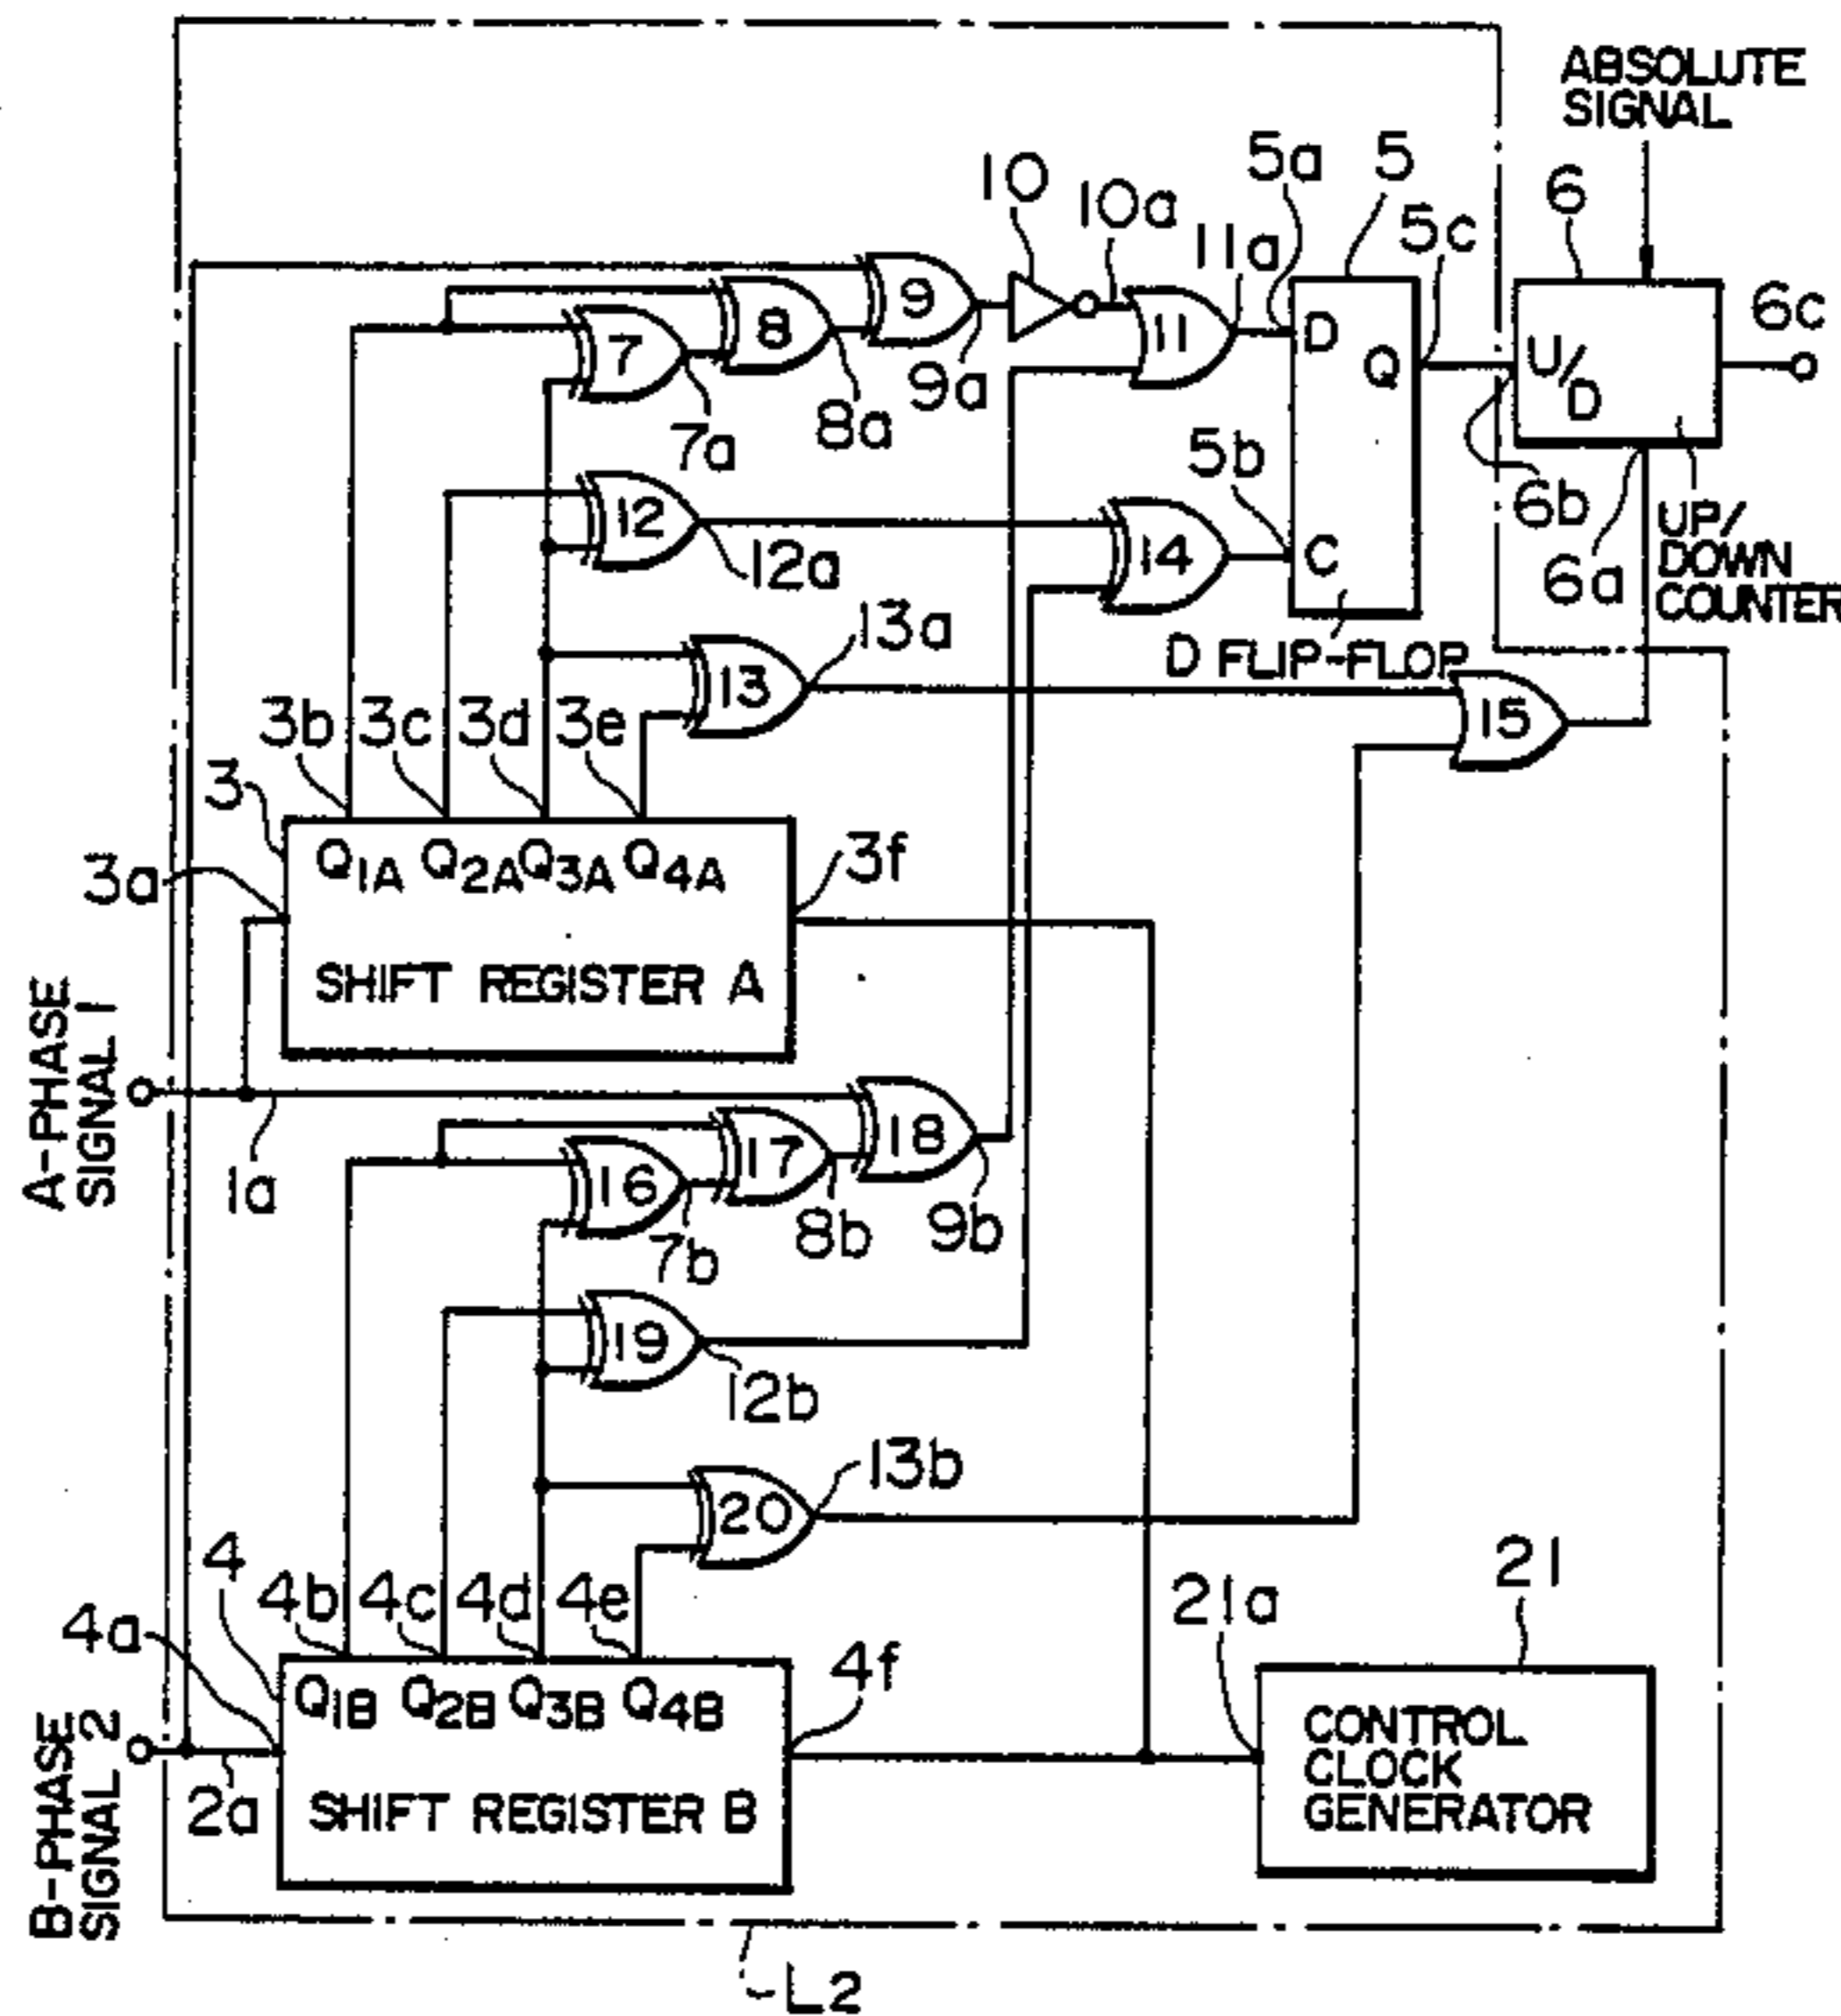 ABSOLUTE
SIGNAL
10
10a
5a
5
11a
5c
6
6c
9
8
7
11
D
Q
U/D
9a
8a
7a
5b
6b
6a
UP/
DOWN
COUNTER
12
12a
14
C
D FLIP-FLOP
13
13a
15
3b
3c
3d
3e
3
3a
Q1A Q2A Q3A Q4A
3f
SHIFT REGISTER A
A-PHASE
SIGNAL 1
1a
18
17
16
9b
8b
7b
19
12b
20
13b
4
4a
4b
4c
4d
4e
4f
21a
21
Q1B Q2B Q3B Q4B
SHIFT REGISTER B
B-PHASE
SIGNAL 2
2a
CONTROL
CLOCK
GENERATOR
L2